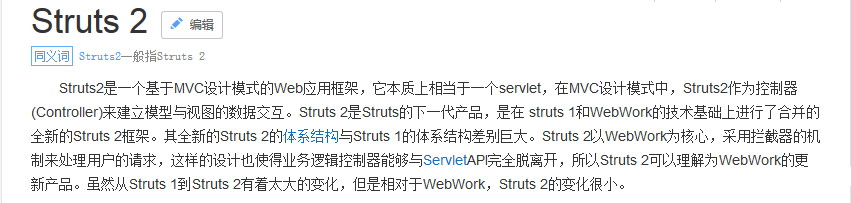 Struts 2 编辑
同义词 Struts2一般指Struts 2
Struts2是一个基于MVC设计模式的Web应用框架，它本质上相当于一个servlet，在MVC设计模式中，Struts2作为控制器
(Controller)来建立模型与视图的数据交互。Struts 2是Struts的下一代产品，是在 struts 1和WebWork的技术基础上进行了合并的
全新的Struts 2框架。其全新的Struts 2的体系结构与Struts 1的体系结构差别巨大。Struts 2以WebWork为核心，采用拦截器的机
制来处理用户的请求，这样的设计也使得业务逻辑控制器能够与ServletAPI完全脱离开，所以Struts 2可以理解为WebWork的更
新产品。虽然从Struts 1到Struts 2有着太大的变化，但是相对于WebWork，Struts 2的变化很小。